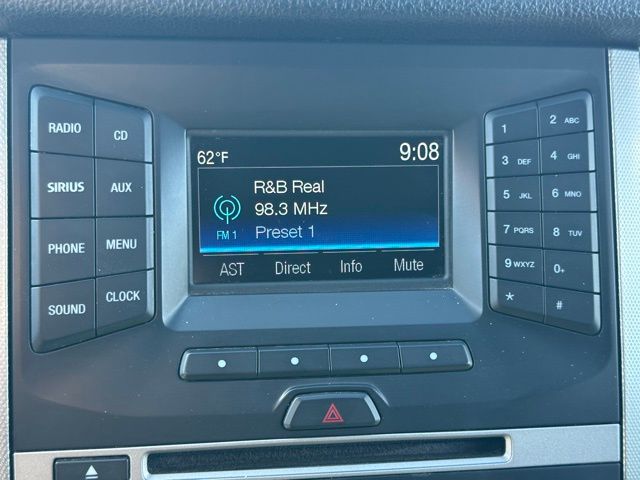 RADIO CD
SIRIUS AUX
PHONE MENU
SOUND CLOCK
62°F 9:08
R&B Real
98.3 MHz
FM 1 Preset 1
AST Direct Info Mute
1 2 ABC
3 DEF 4 GHI
5 JKL 6 MNO
7 PQRS 8 TUV
9 WXYZ 0+
* #